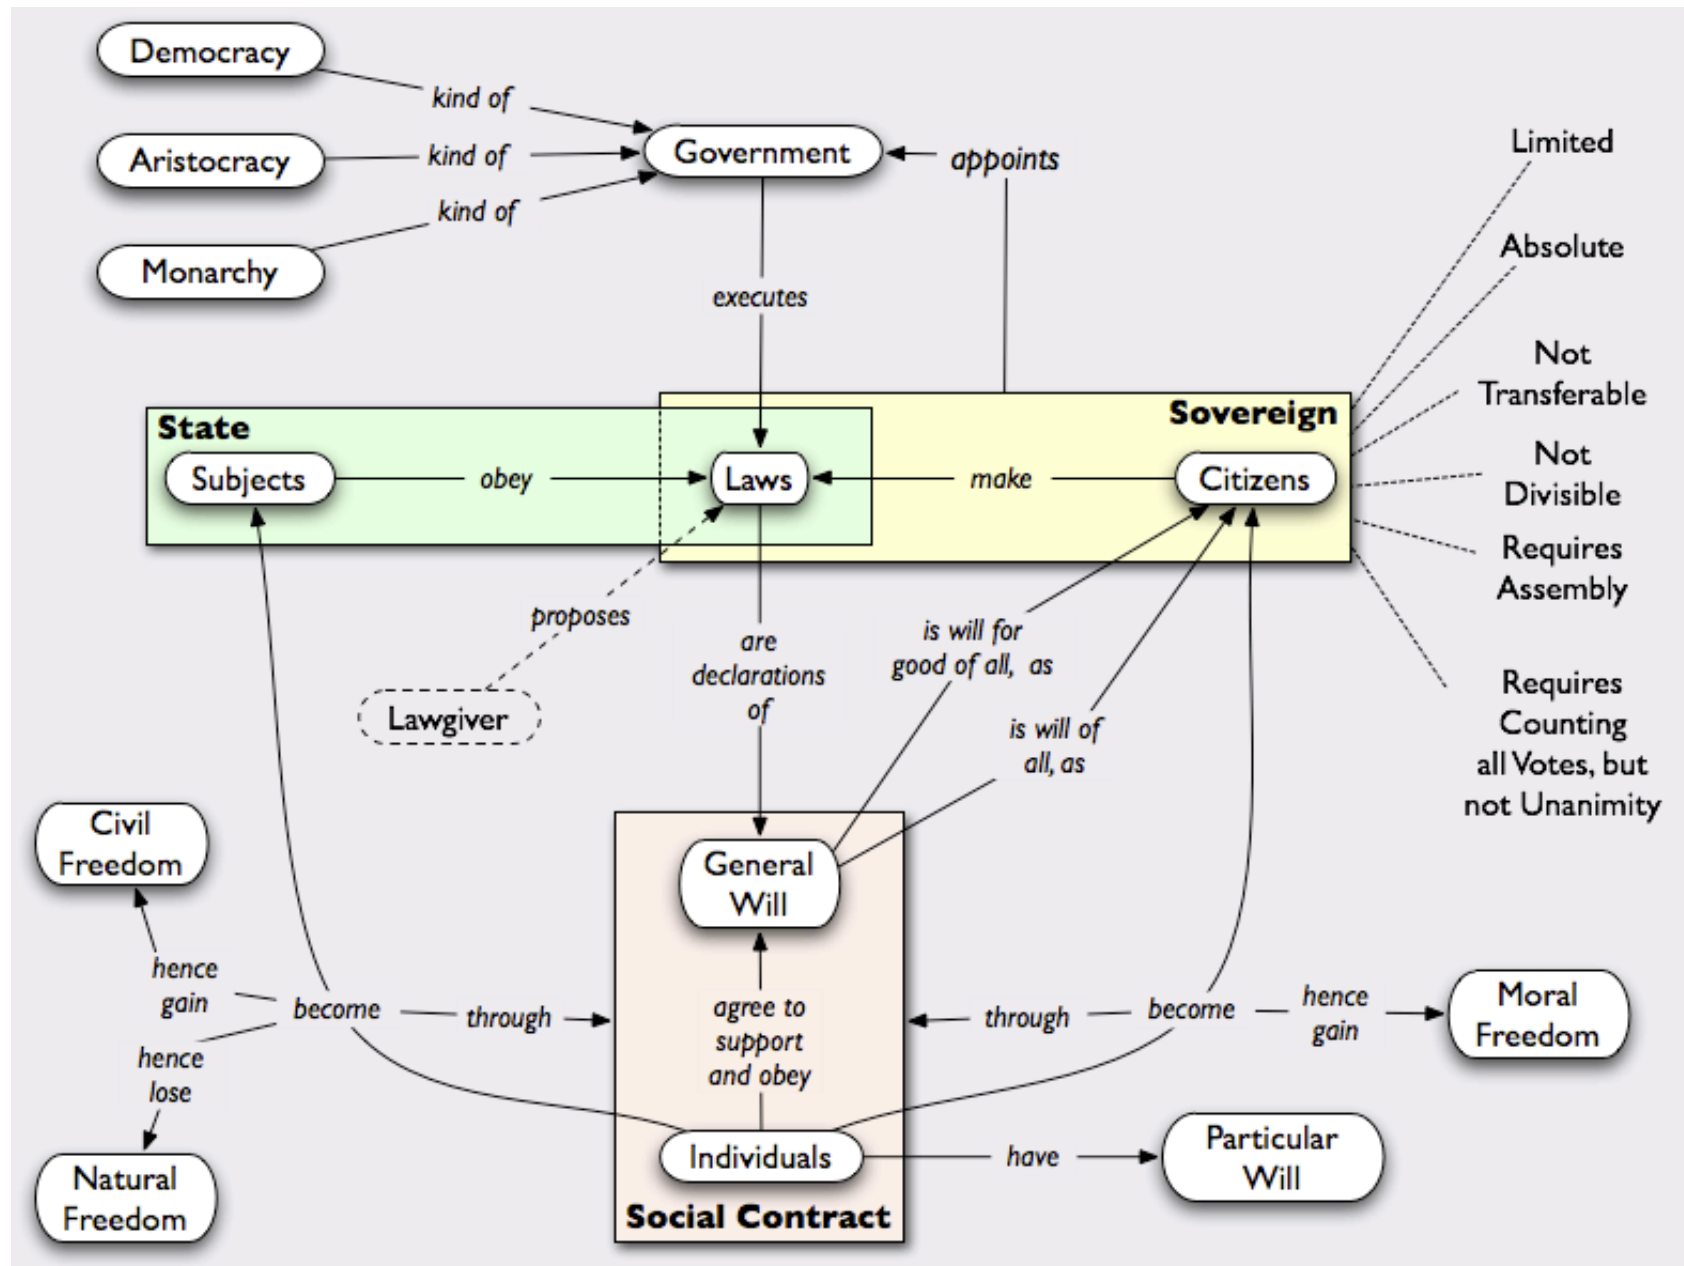 Democracy
kind of
Aristocracy
kind of
Government
appoints
Monarchy
kind of
executes
Limited
Absolute
Not
Transferable
Not
Divisible
Requires
Assembly
Requires
Counting
all Votes, but
not Unanimity
State
Sovereign
Subjects
obey
Laws
make
Citizens
proposes
Lawgiver
are
declarations
of
is will for
good of all, as
is will of
all, as
Civil
Freedom
General
Will
hence
gain
become
through
agree to
support
and obey
through
become
hence
gain
Moral
Freedom
hence
lose
Natural
Freedom
Individuals
have
Particular
Will
Social Contract